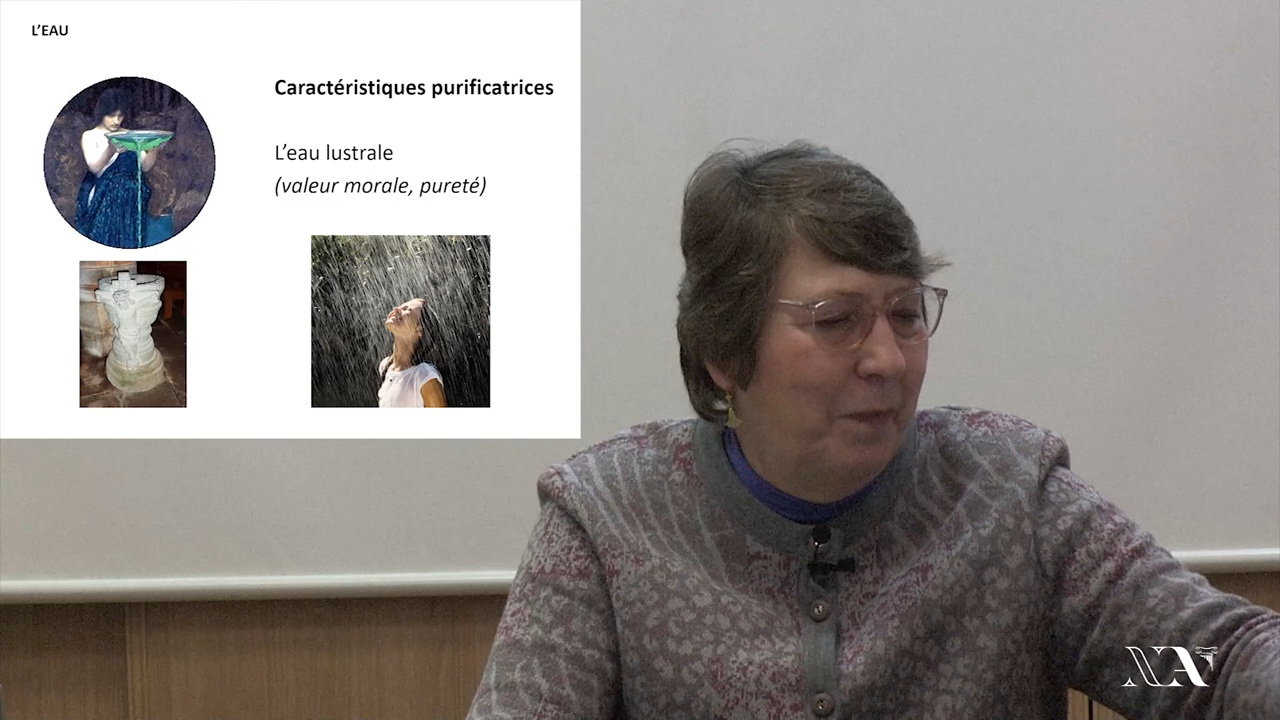 L'EAU
Caractéristiques purificatrices
L'eau lustrale
(valeur morale, pureté)